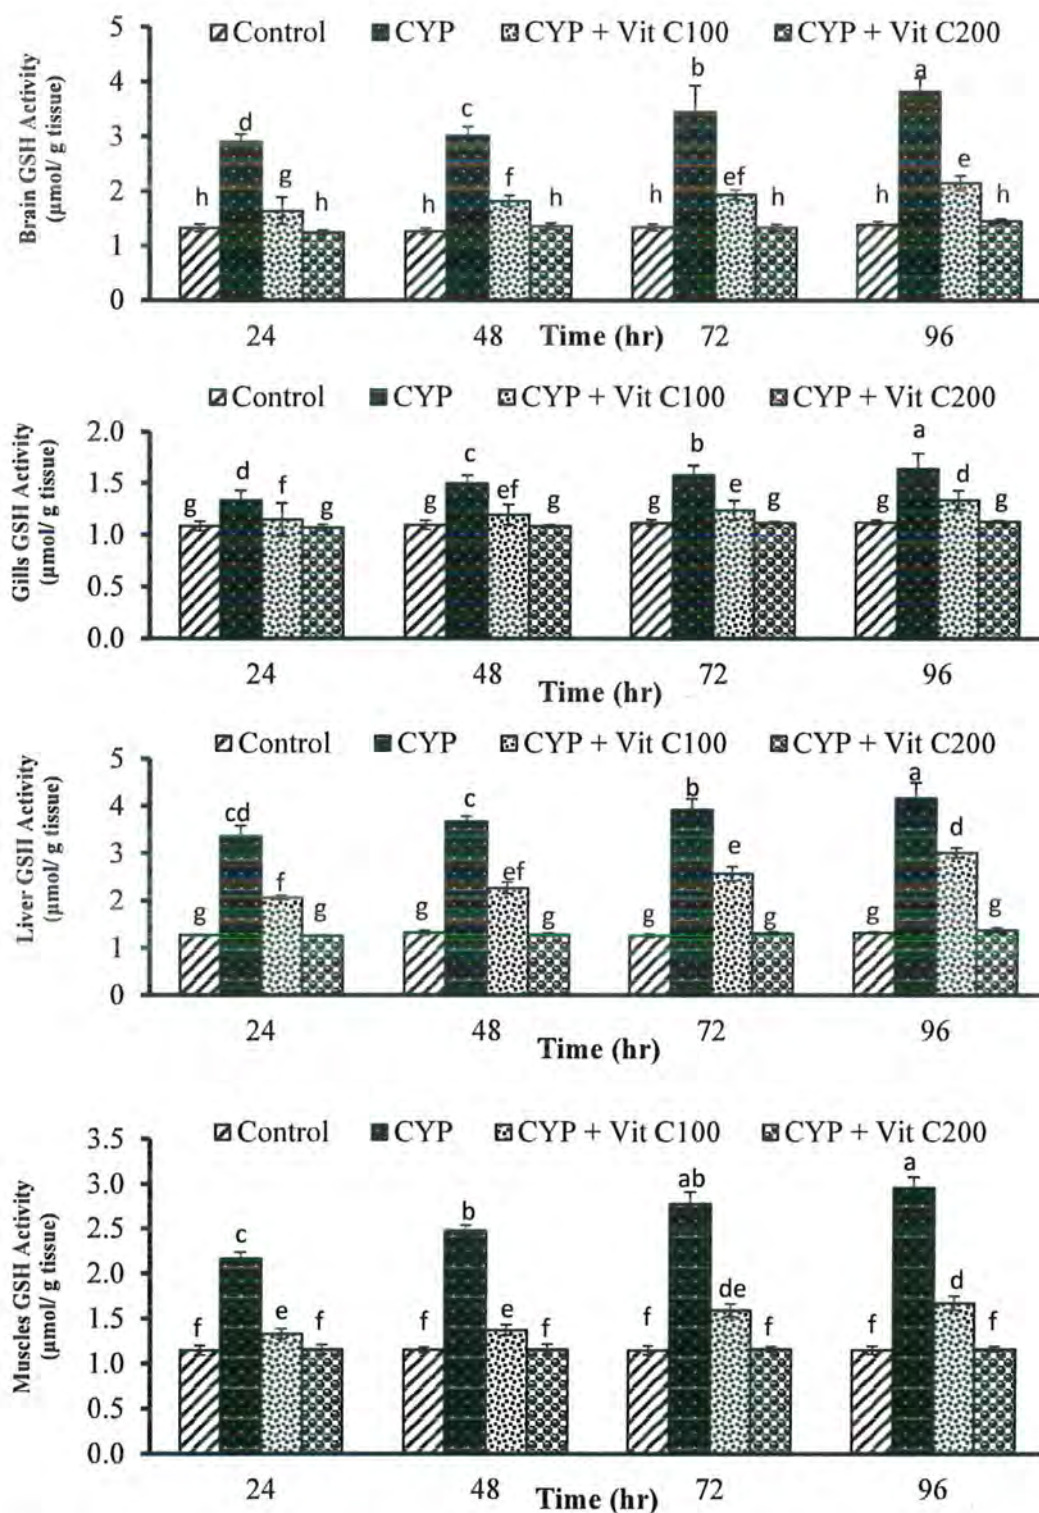 Brain GSH Activity
(µmol/ g tissue)
Control CYP CYP + Vit C100 CYP + Vit C200
5
4
3
2
1
0
h d g h
h c f h
h b ef h
h a e h
24 48 Time (hr) 72 96
Gills GSH Activity
(µmol/ g tissue)
Control CYP CYP + Vit C100 CYP + Vit C200
2.0
1.5
1.0
0.5
0.0
g d f g
g c ef g
g b e g
g a d g
24 48 Time (hr) 72 96
Liver GSH Activity
(µmol/ g tissue)
Control CYP CYP + Vit C100 CYP + Vit C200
5
4
3
2
1
0
g cd f g
g c ef g
g b e g
g a d g
24 48 Time (hr) 72 96
Muscles GSH Activity
(µmol/ g tissue)
Control CYP CYP + Vit C100 CYP + Vit C200
3.5
3.0
2.5
2.0
1.5
1.0
0.5
0.0
f c e f
f b e f
f ab de f
f a d f
24 48 Time (hr) 72 96